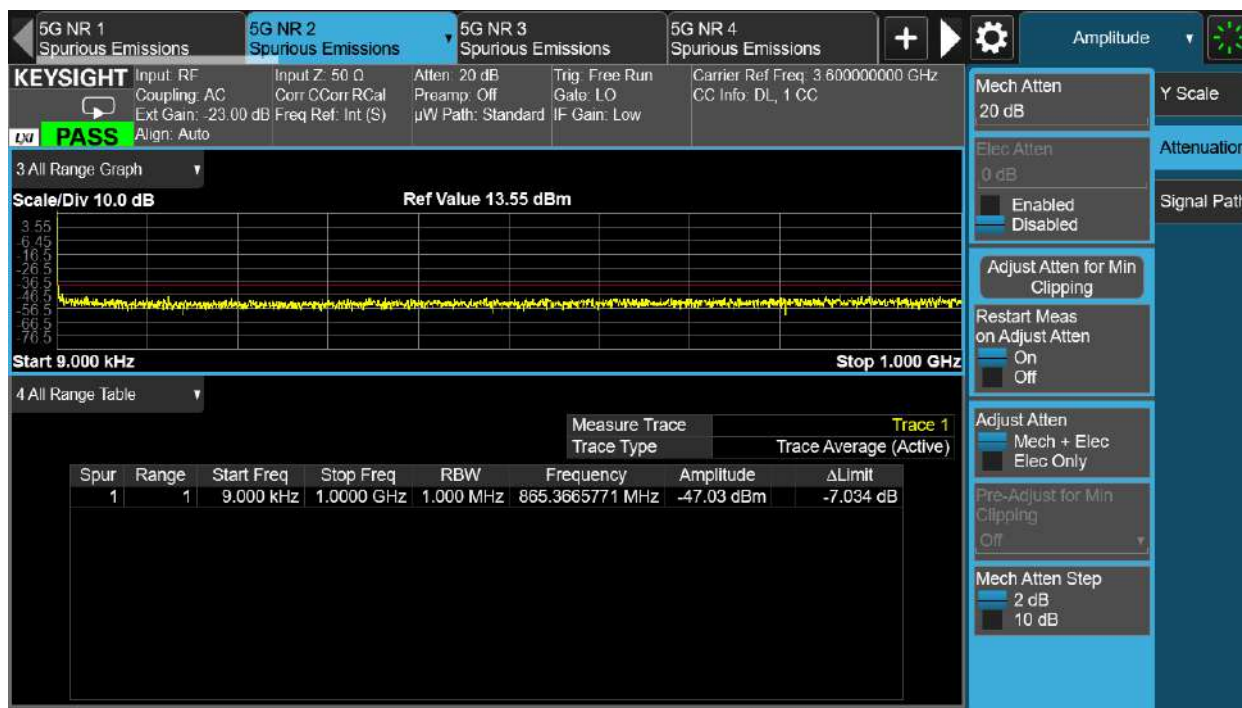 5G NR 1
Spurious Emissions
5G NR 2
Spurious Emissions
5G NR 3
Spurious Emissions
5G NR 4
Spurious Emissions
Amplitude
KEYSIGHT
LXI
PASS
Input: RF
Coupling: AC
Ext Gain: -23.00 dB
Align: Auto
Input Z: 50 Ω
Corr CCorr RCal
Freq Ref: Int (S)
Atten: 20 dB
Preamp: Off
µW Path: Standard
Trig: Free Run
Gate: LO
IF Gain: Low
Carrier Ref Freq: 3.600000000 GHz
CC Info: DL, 1 CC
3 All Range Graph
Scale/Div 10.0 dB Ref Value 13.55 dBm
3.55
-6.45
-16.5
-26.5
-36.5
-46.5
-56.5
-66.5
-76.5
Start 9.000 kHz Stop 1.000 GHz
4 All Range Table
Measure Trace Trace 1
Trace Type Trace Average (Active)
Spur Range Start Freq Stop Freq RBW Frequency Amplitude ΔLimit
1 1 9.000 kHz 1.0000 GHz 1.000 MHz 865.3665771 MHz -47.03 dBm -7.034 dB
Mech Atten
20 dB
Elec Atten
0 dB
Enabled
Disabled
Adjust Atten for Min
Clipping
Restart Meas
on Adjust Atten
On
Off
Adjust Atten
Mech + Elec
Elec Only
Pre-Adjust for Min
Clipping
Off
Mech Atten Step
2 dB
10 dB
Y Scale
Attenuation
Signal Path